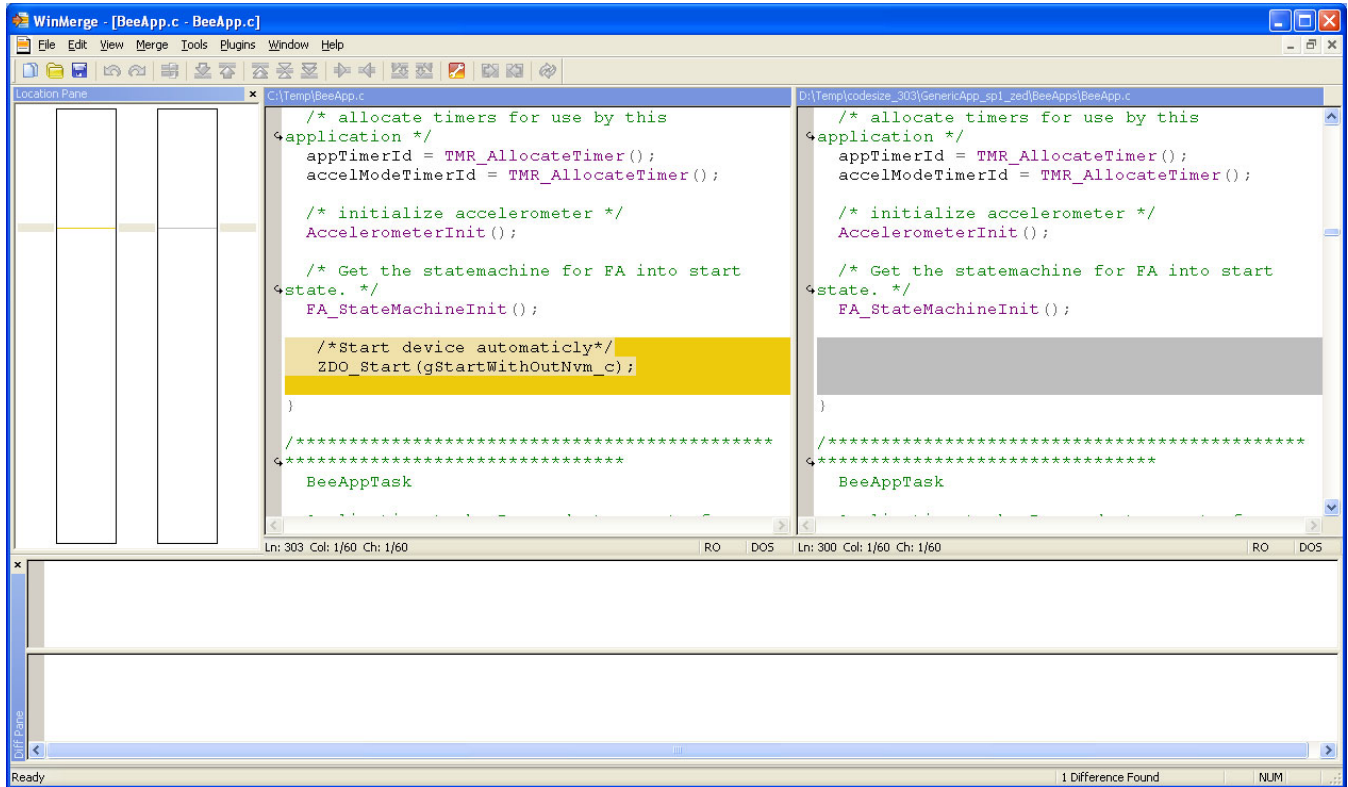 WinMerge - [BeeApp.c - BeeApp.c]
File Edit View Merge Tools Plugins Window Help
Location Pane
C:\Temp\BeeApp.c
/* allocate timers for use by this
application */
appTimerId = TMR_AllocateTimer();
accelModeTimerId = TMR_AllocateTimer();
/* initialize accelerometer */
AccelerometerInit();
/* Get the statemachine for FA into start
state. */
FA_StateMachineInit();
/*Start device automaticly*/
ZDO_Start(gStartWithOutNvm_c);
}
/*********************************************
********************************
BeeAppTask
Ln: 303 Col: 1/60 Ch: 1/60 RO DOS
D:\Temp\codesize_303\GenericApp_sp1_zed\BeeApps\BeeApp.c
/* allocate timers for use by this
application */
appTimerId = TMR_AllocateTimer();
accelModeTimerId = TMR_AllocateTimer();
/* initialize accelerometer */
AccelerometerInit();
/* Get the statemachine for FA into start
state. */
FA_StateMachineInit();
}
/*********************************************
********************************
BeeAppTask
Ln: 300 Col: 1/60 Ch: 1/60 RO DOS
Diff Pane
Ready 1 Difference Found NUM